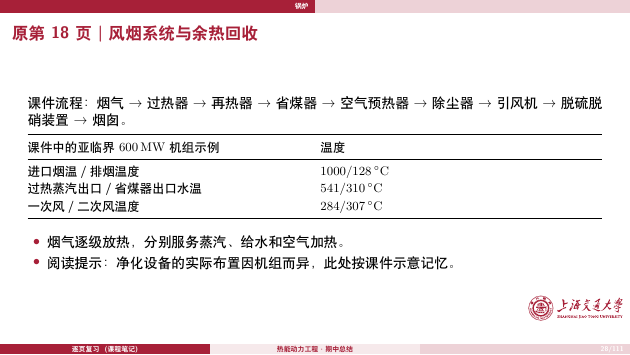 锅炉
原第 18 页 | 风烟系统与余热回收
课件流程：烟气 → 过热器 → 再热器 → 省煤器 → 空气预热器 → 除尘器 → 引风机 → 脱硫脱
硝装置 → 烟囱。
课件中的亚临界 600 MW 机组示例 温度
进口烟温 / 排烟温度 1000/128 °C
过热蒸汽出口 / 省煤器出口水温 541/310 °C
一次风 / 二次风温度 284/307 °C
• 烟气逐级放热，分别服务蒸汽、给水和空气加热。
• 阅读提示：净化设备的实际布置因机组而异，此处按课件示意记忆。
上海交通大学
SHANGHAI JIAO TONG UNIVERSITY
逐页复习（课程笔记） 热能动力工程 · 期中总结